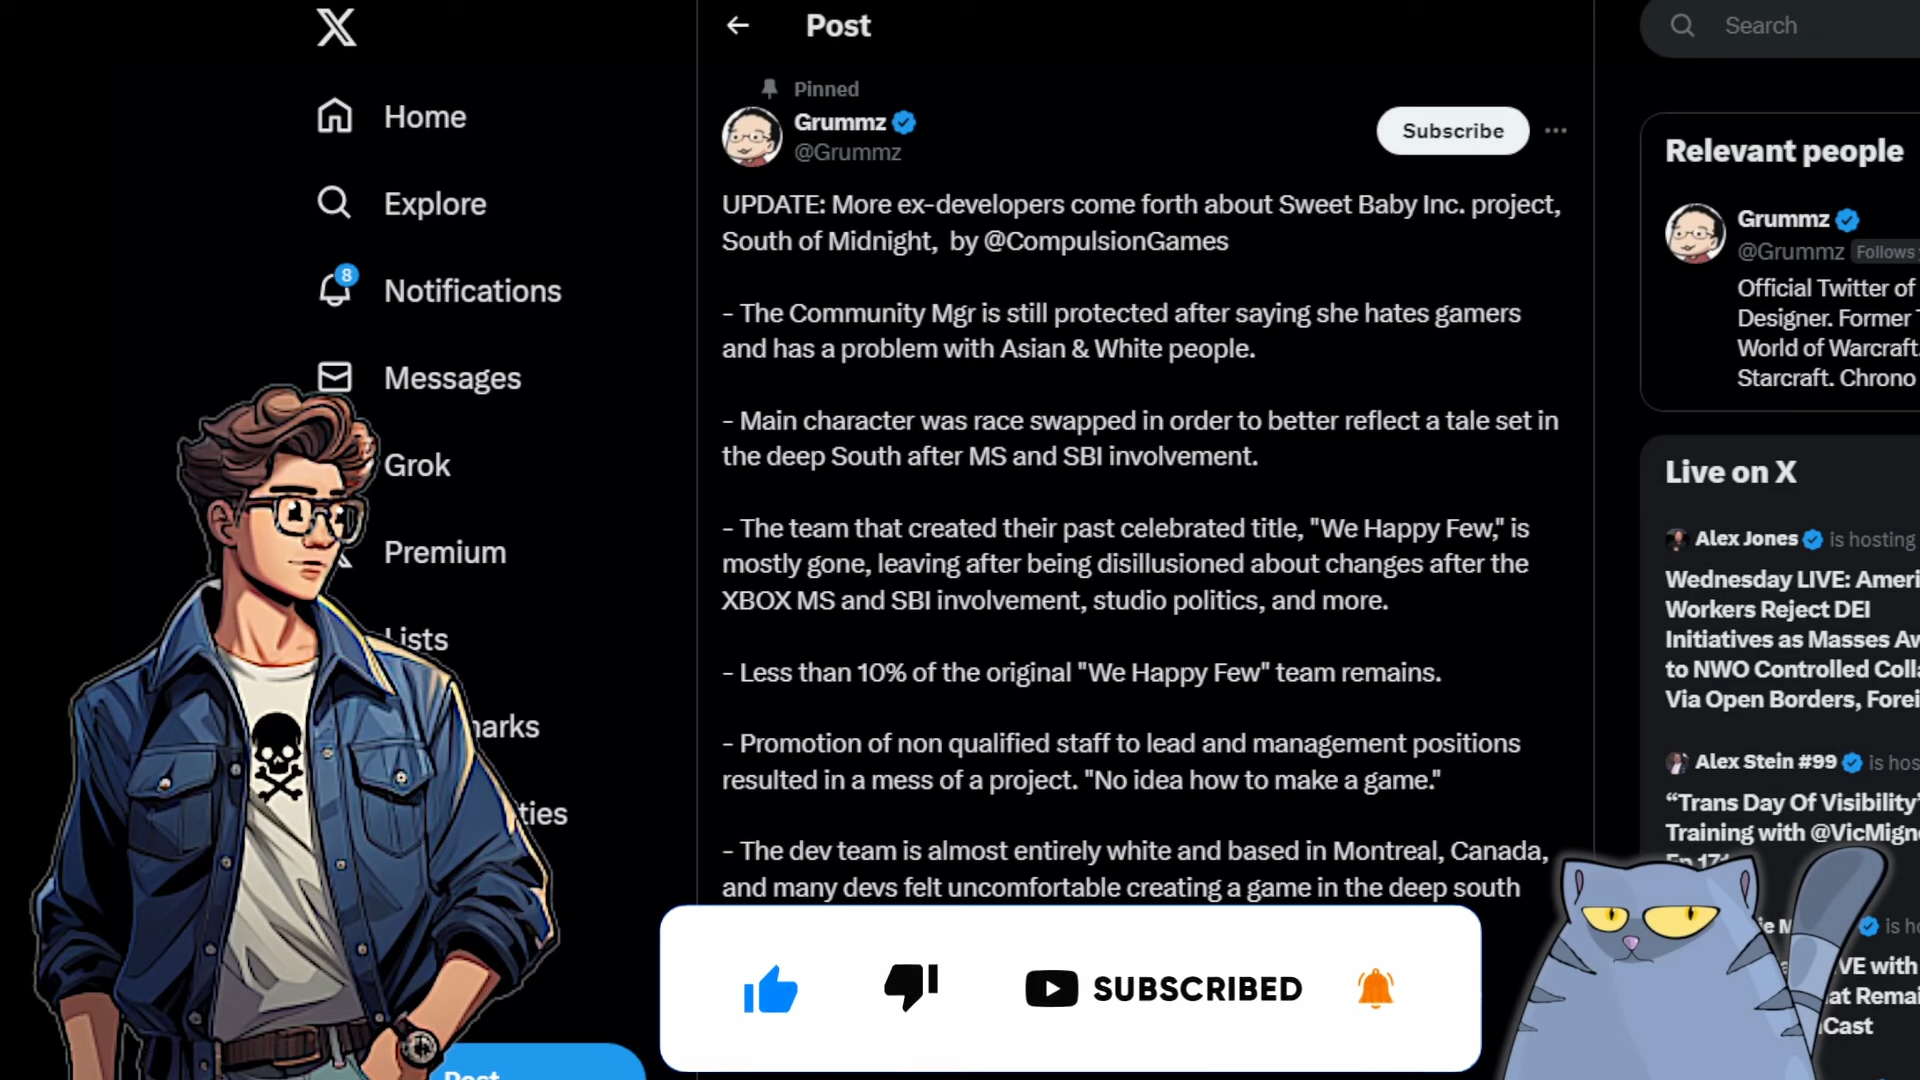 Home
Explore
8
Notifications
Messages
Grok
Premium
Lists
Post
Post
Pinned
Grummz
@Grummz
Subscribe
UPDATE: More ex-developers come forth about Sweet Baby Inc. project,
South of Midnight, by @CompulsionGames
- The Community Mgr is still protected after saying she hates gamers
and has a problem with Asian & White people.
- Main character was race swapped in order to better reflect a tale set in
the deep South after MS and SBI involvement.
- The team that created their past celebrated title, "We Happy Few," is
mostly gone, leaving after being disillusioned about changes after the
XBOX MS and SBI involvement, studio politics, and more.
- Less than 10% of the original "We Happy Few" team remains.
- Promotion of non qualified staff to lead and management positions
resulted in a mess of a project. "No idea how to make a game."
- The dev team is almost entirely white and based in Montreal, Canada,
and many devs felt uncomfortable creating a game in the deep south
SUBSCRIBED
Search
Relevant people
Grummz
@Grummz Follows
Official Twitter of
Designer. Former
World of Warcraft.
Starcraft. Chrono
Live on X
Alex Jones is hosting
Wednesday LIVE:
Workers Reject DEI
Initiatives as Masses
to NWO Controlled
Via Open Borders,
Alex Stein #99 is
“Trans Day Of Visibility”
Training with
with